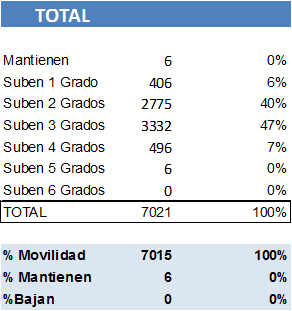 TOTAL
Mantienen 6 0%
Suben 1 Grado 406 6%
Suben 2 Grados 2775 40%
Suben 3 Grados 3332 47%
Suben 4 Grados 496 7%
Suben 5 Grados 6 0%
Suben 6 Grados 0 0%
TOTAL 7021 100%
% Movilidad 7015 100%
% Mantienen 6 0%
%Bajan 0 0%